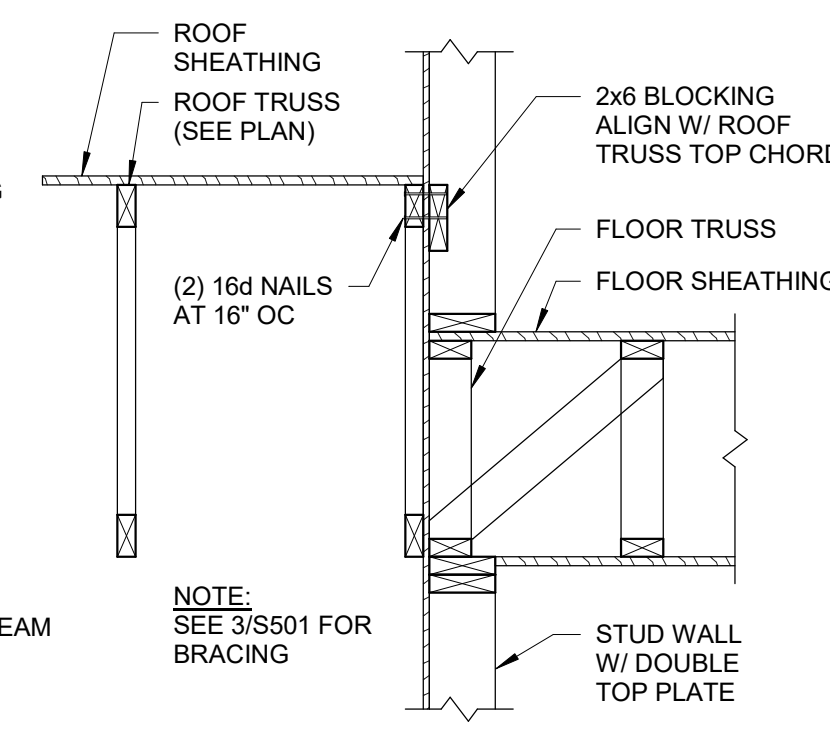 ROOF
SHEATHING
ROOF TRUSS
(SEE PLAN)
2x6 BLOCKING
ALIGN W/ ROOF
TRUSS TOP CHORD
FLOOR TRUSS
FLOOR SHEATHING
(2) 16d NAILS
AT 16" OC
NOTE:
SEE 3/S501 FOR
BRACING
STUD WALL
W/ DOUBLE
TOP PLATE